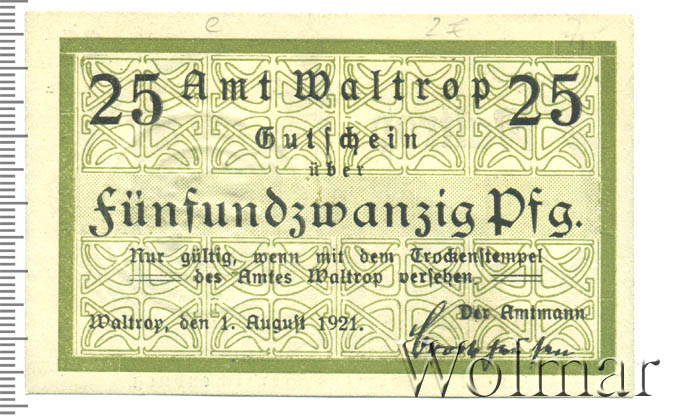 25 Amt Waltrop 25
Gutschein
über
Fünfundzwanzig Pfg.
Nur gültig, wenn mit dem Trockenstempel
des Amtes Waltrop versehen
Waltrop, den 1. August 1921.
Der Amtmann
Wolmar